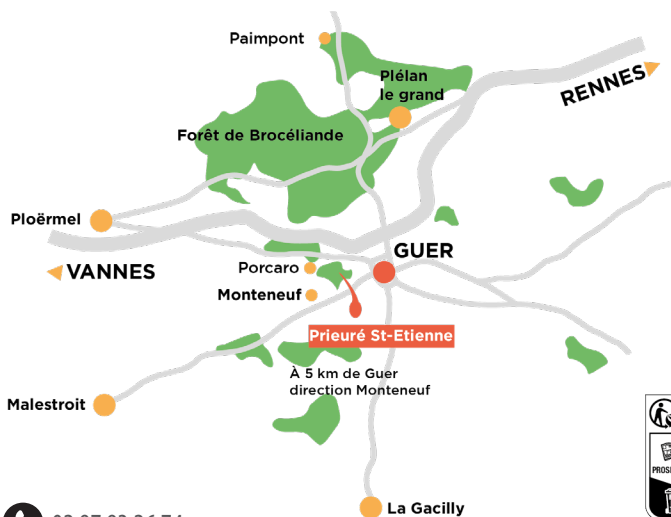 Paimpont
Plélan
le grand
RENNES
Forêt de Brocéliande
Ploërmel
GUER
VANNES
Porcaro
Monteneuf
Prieuré St-Etienne
À 5 km de Guer
direction Monteneuf
Malestroit
La Gacilly